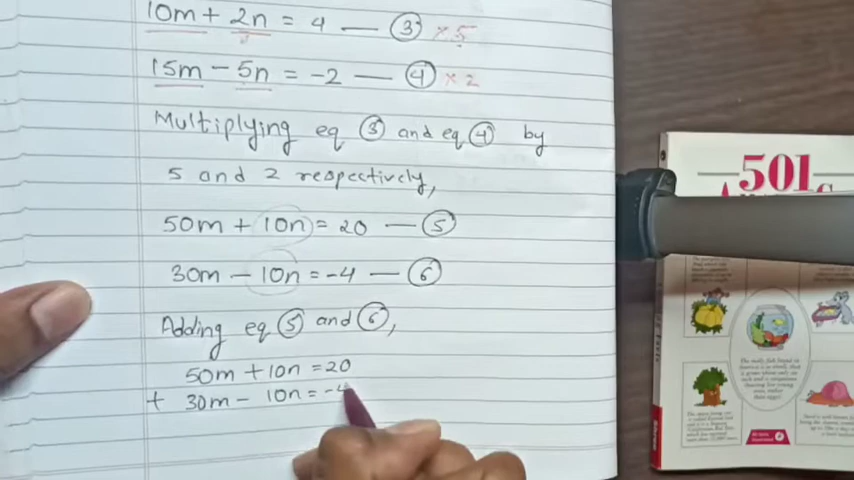 10m + 2n = 4 — ③ × 5
15m - 5n = -2 — ④ × 2
Multiplying eq ③ and eq ④ by
5 and 2 respectively,
50m + 10n = 20 — ⑤
30m - 10n = -4 — ⑥
Adding eq ⑤ and ⑥,
50m + 10n = 20
+ 30m - 10n = -4
501